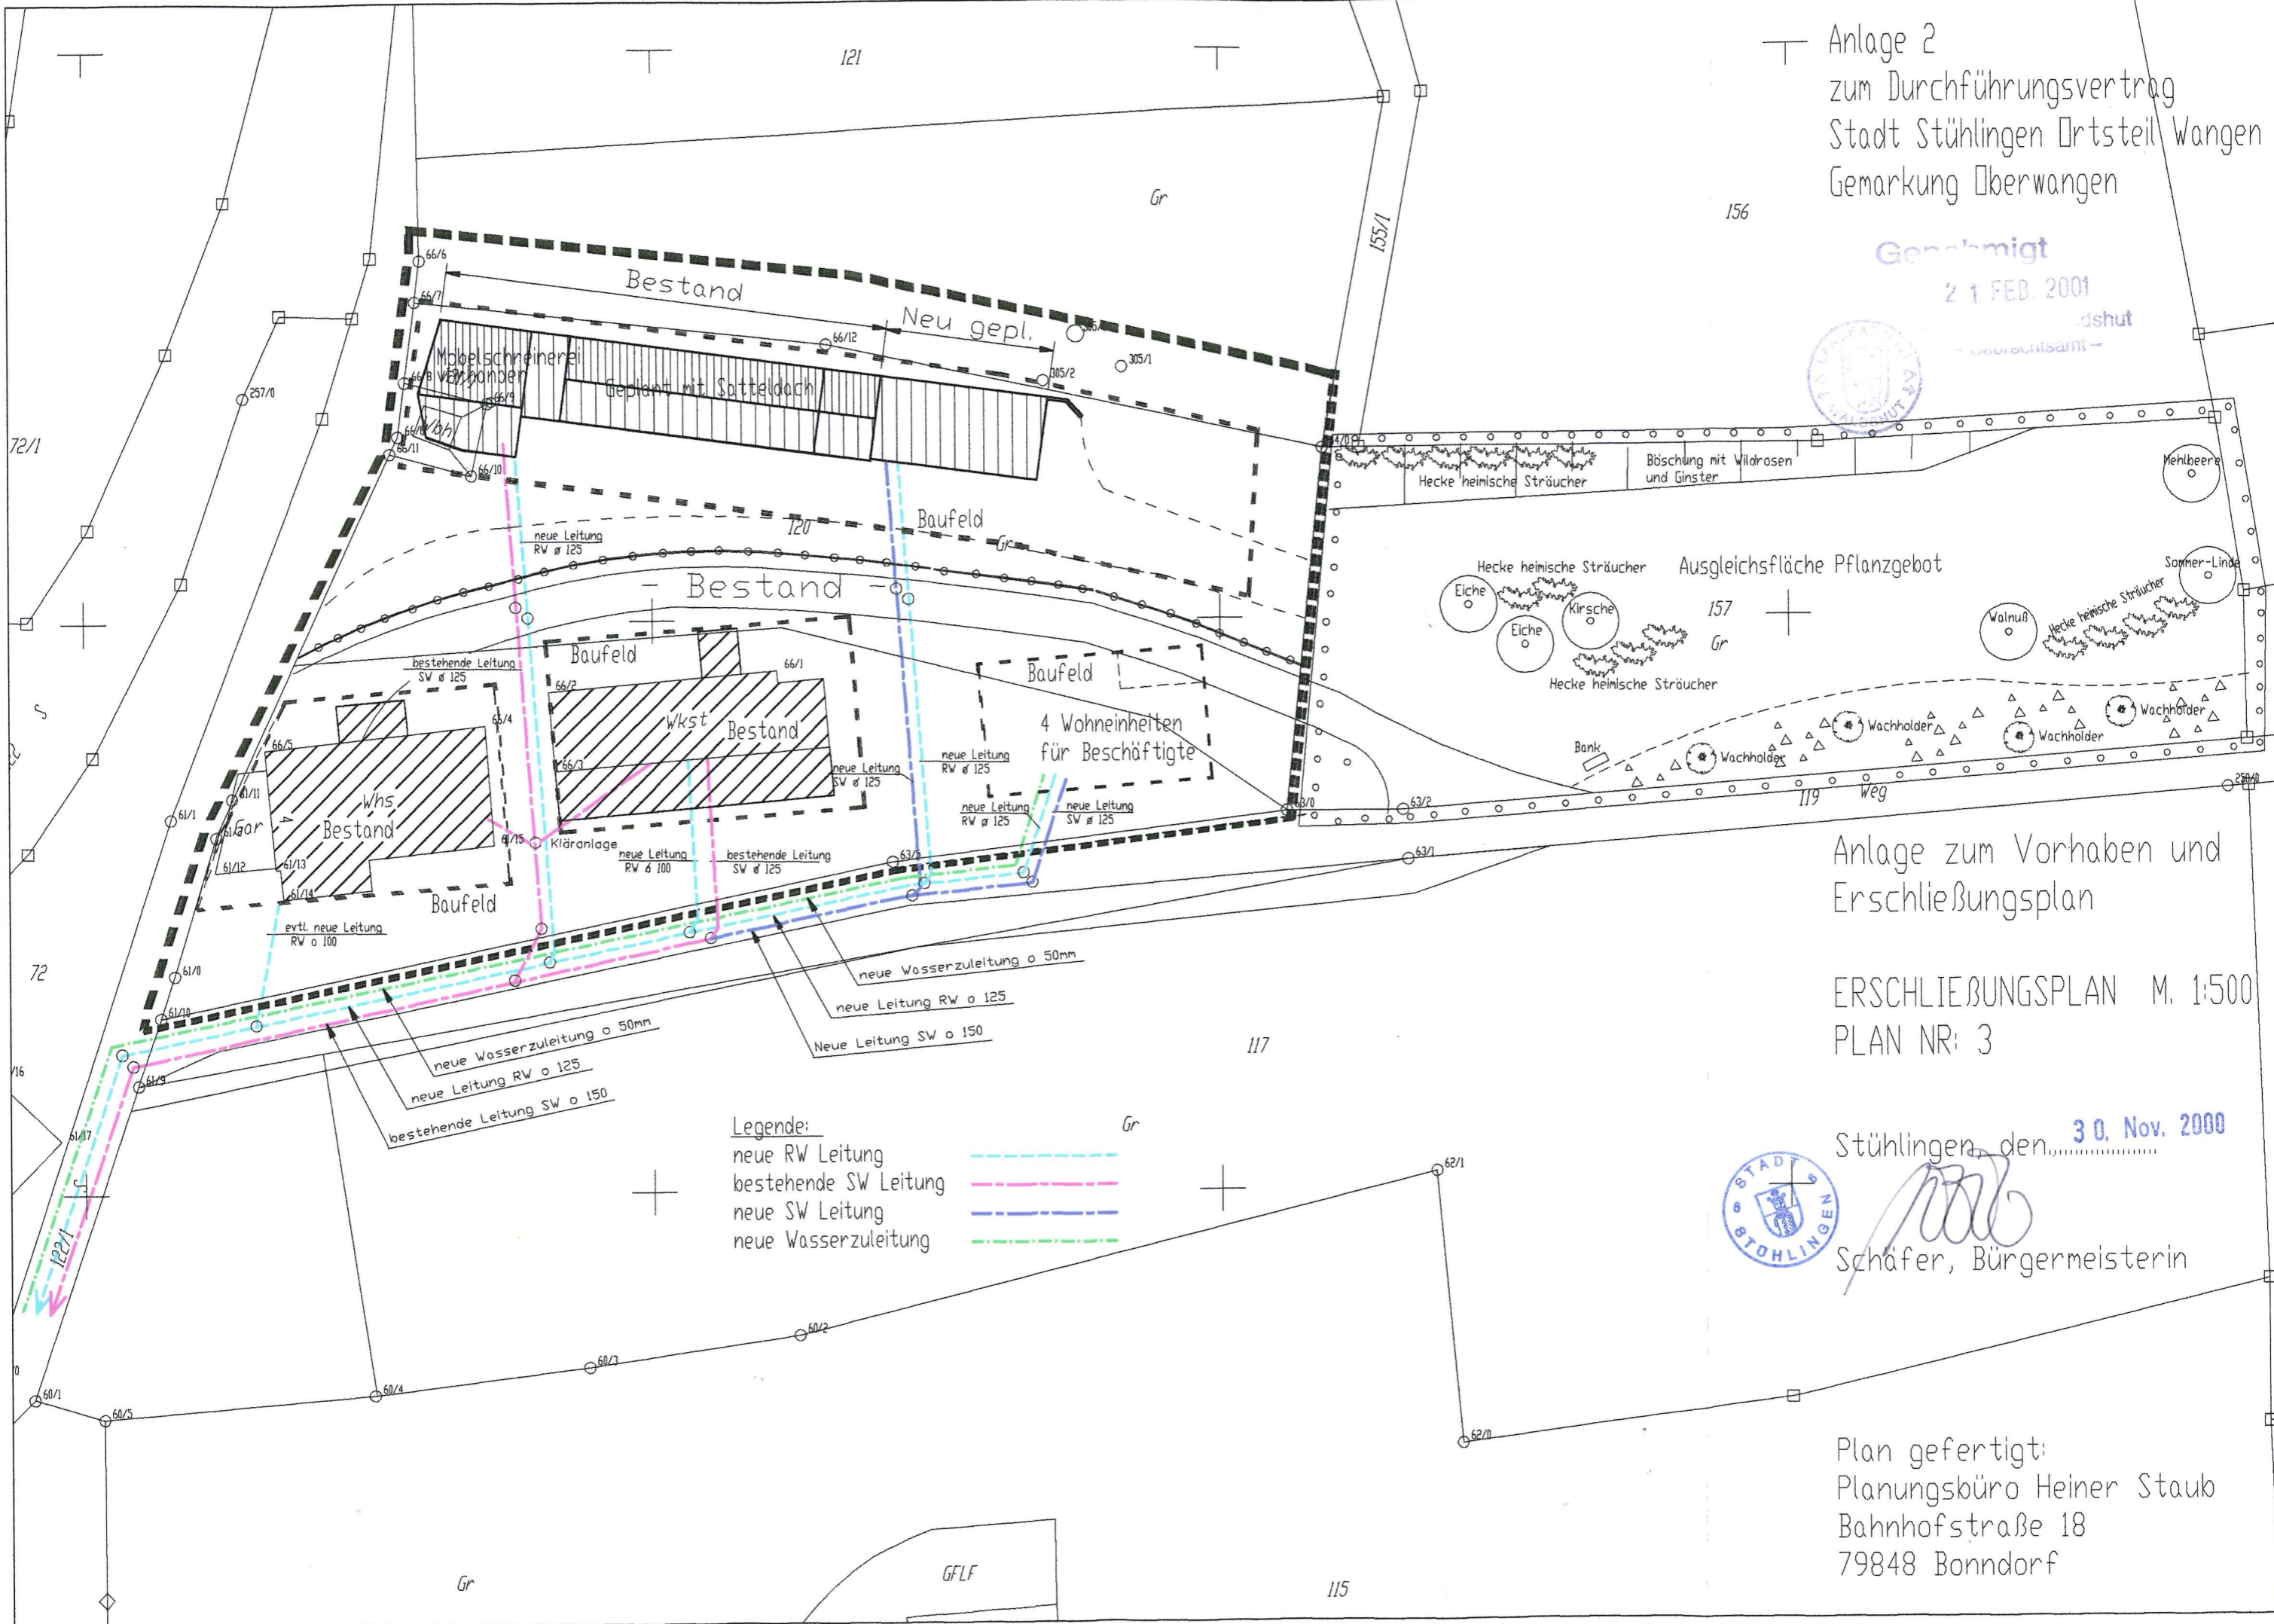 Anlage 2
zum Durchführungsvertrag
Stadt Stühlingen Ortsteil Wangen
Gemarkung Oberwangen
121
Gr
155/1
156
21 FEB. 2001
66/6
66/7
Bestand
Neu gepl.
66/12
305/1
305/2
Möbelschreinerei
vorhanden
Geplant mit Satteldach
66/8
66/9
66/11
66/10
257/0
72/1
neue Leitung
RW ø 125
120
Gr
Baufeld
- Bestand -
Hecke heimische Sträucher
Böschung mit Wildrosen
und Ginster
Mehlbeere
Hecke heimische Sträucher
Ausgleichsfläche Pflanzgebot
Sommer-Linde
Eiche
Kirsche
Eiche
157
Gr
Walnuß
Hecke heimische Sträucher
Hecke heimische Sträucher
Bank
Wachholder
Wachholder
Wachholder
Wachholder
bestehende Leitung
SW ø 125
Baufeld
66/1
66/2
Wkst
Bestand
66/3
Baufeld
4 Wohneinheiten
für Beschäftigte
neue Leitung
SW ø 125
neue Leitung
RW ø 125
neue Leitung
RW ø 125
neue Leitung
SW ø 125
66/5
Whs
4
Bestand
Gar
61/11
61/1
61/12
61/13
61/14
61/15
Kläranlage
neue Leitung
RW ø 100
bestehende Leitung
SW ø 125
63/0
63/2
63/1
119
Weg
250/0
Baufeld
evtl. neue Leitung
RW o 100
72
61/0
61/10
61/9
61/17
122/1
neue Wasserzuleitung o 50mm
neue Leitung RW o 125
Neue Leitung SW o 150
neue Wasserzuleitung o 50mm
neue Leitung RW o 125
bestehende Leitung SW o 150
117
Gr
Legende:
neue RW Leitung
bestehende SW Leitung
neue SW Leitung
neue Wasserzuleitung
62/1
62/0
60/1
60/2
60/3
60/4
60/5
Gr
GFLF
115
Anlage zum Vorhaben und
Erschließungsplan
ERSCHLIEßUNGSPLAN M. 1:500
PLAN NR: 3
Stühlingen, den 30. Nov. 2000
STADT
STÜHLINGEN
Schäfer, Bürgermeisterin
Plan gefertigt:
Planungsbüro Heiner Staub
Bahnhofstraße 18
79848 Bonndorf